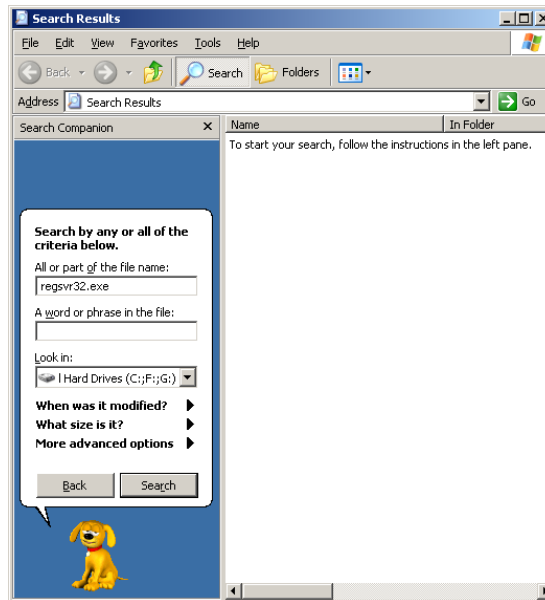 Search Results
File Edit View Favorites Tools Help
Back Search Folders
Address Search Results Go
Search Companion
Name In Folder
To start your search, follow the instructions in the left pane.
Search by any or all of the
criteria below.
All or part of the file name:
regsvr32.exe
A word or phrase in the file:
Look in:
l Hard Drives (C:;F:;G:)
When was it modified?
What size is it?
More advanced options
Back Search